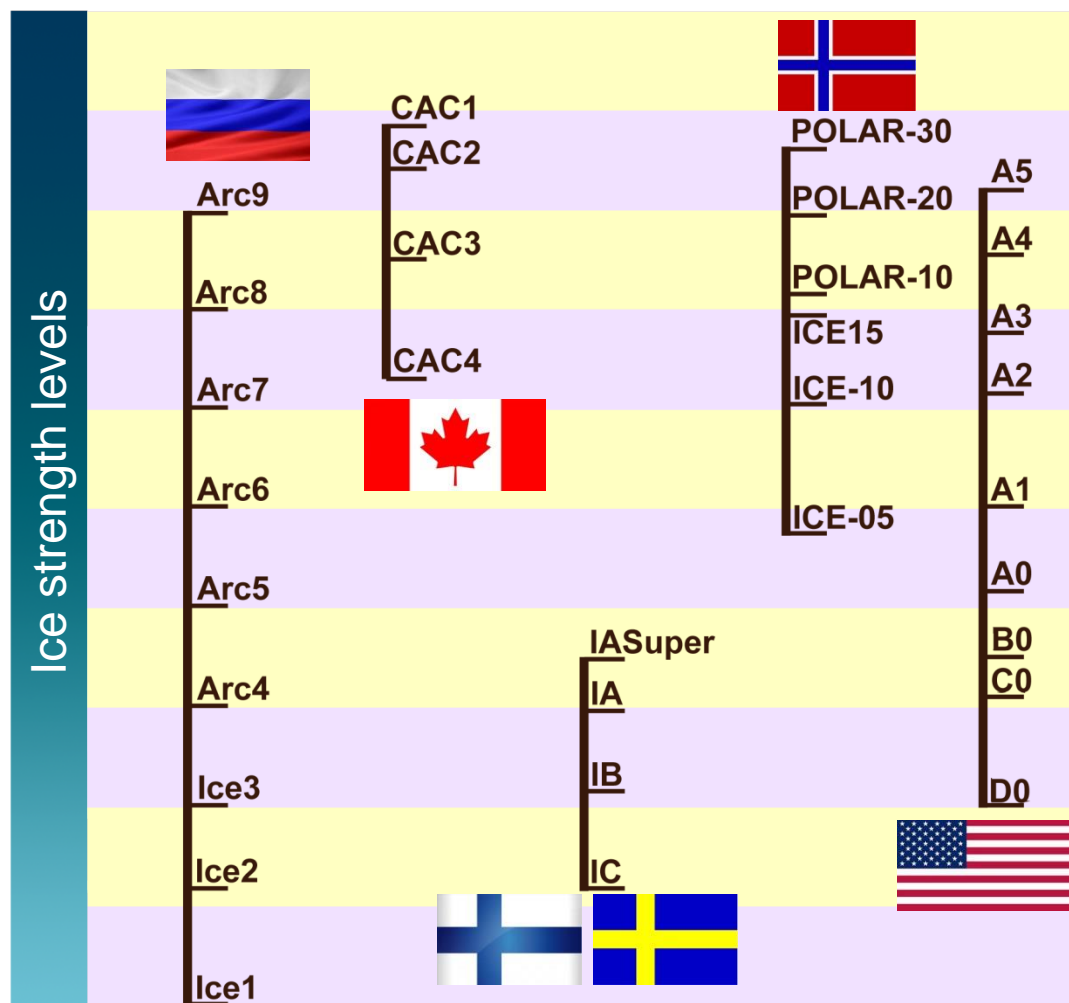 Ice strength levels
Arc9
Arc8
Arc7
Arc6
Arc5
Arc4
Ice3
Ice2
Ice1
CAC1
CAC2
CAC3
CAC4
IASuper
IA
IB
IC
POLAR-30
POLAR-20
POLAR-10
ICE15
ICE-10
ICE-05
A5
A4
A3
A2
A1
A0
B0
C0
D0